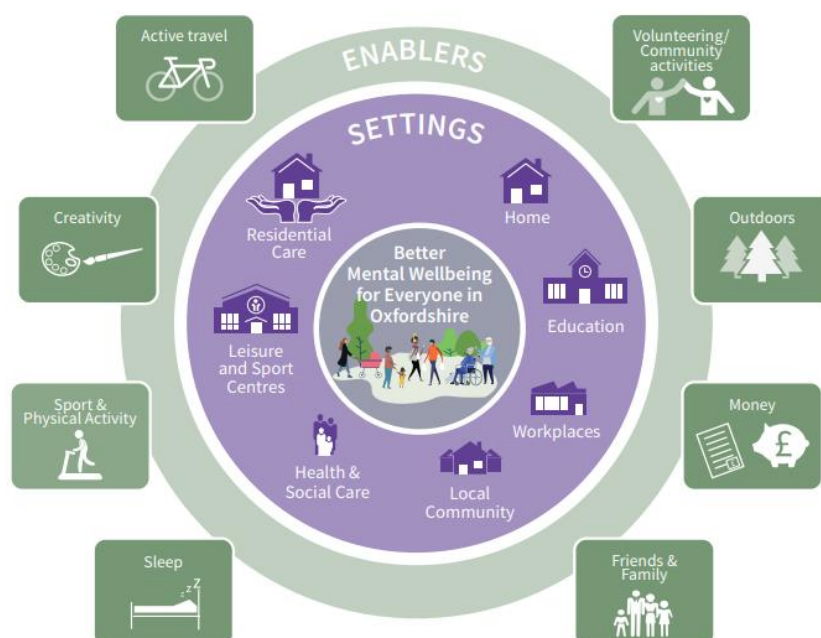 Active travel
ENABLERS
Volunteering/
Community
activities
SETTINGS
Residential
Care
Home
Creativity
Outdoors
Better
Mental Wellbeing
for Everyone in
Oxfordshire
Leisure
and Sport
Centres
Education
Sport &
Physical Activity
Money
£
Workplaces
Health &
Social Care
Local
Community
Sleep
z z Z
Friends &
Family